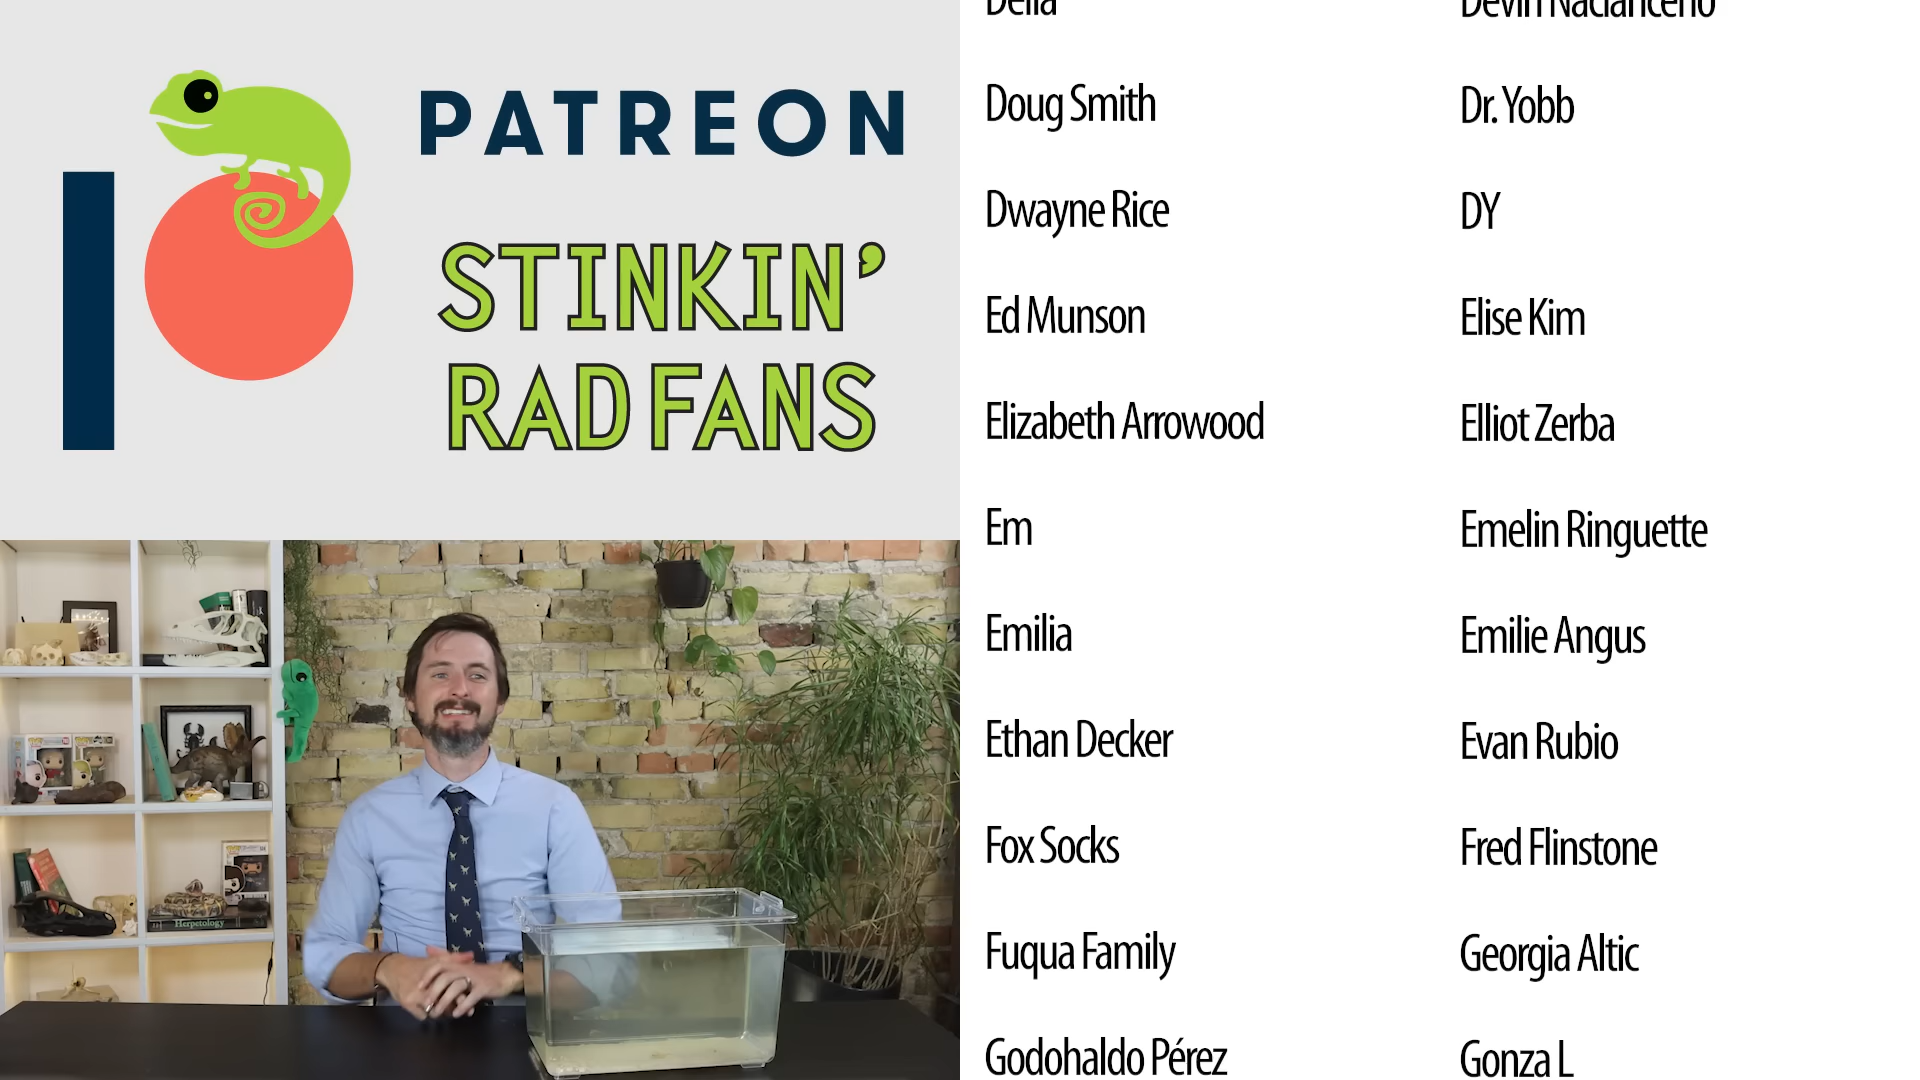 PATREON
STINKIN'
RAD FANS
Doug Smith
Dr. Yobb
Dwayne Rice
DY
Ed Munson
Elise Kim
Elizabeth Arrowood
Elliot Zerba
Em
Emelin Ringuette
Emilia
Emilie Angus
Ethan Decker
Evan Rubio
Fox Socks
Fred Flinstone
Fuqua Family
Georgia Altic
Godohaldo Pérez
Gonza L
Herpetology